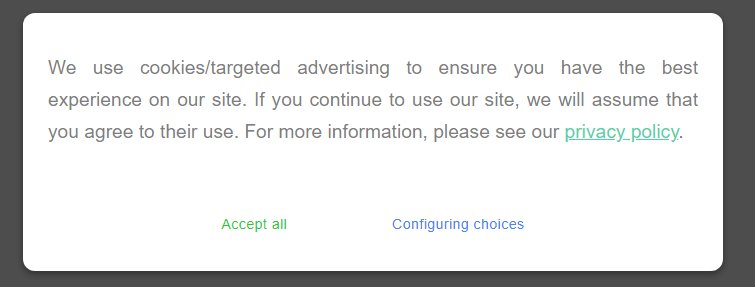 We use cookies/targeted advertising to ensure you have the best
experience on our site. If you continue to use our site, we will assume that
you agree to their use. For more information, please see our privacy policy.
Accept all
Configuring choices